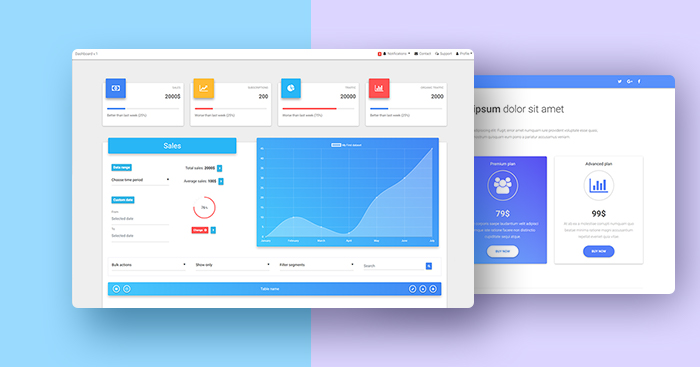 Dashboard v.1
Notifications
Contact
Support
Profile
SALES
2000$
Better than last week (25%)
SUBSCRIPTIONS
200
Worse than last week (25%)
TRAFFIC
20000
Worse than last week (75%)
ORGANIC TRAFFIC
2000
Better than last week (25%)
Sales
Data range
Choose time period
Custom date
From
Selected date
To
Selected date
Total sales: 2000$
Average sales: 100$
Change
My First dataset
January February March April May June July
Bulk actions
Show only
Filter segments
Search
Table name
ipsum dolor sit amet
Premium plan
79$
BUY NOW
Advanced plan
99$
BUY NOW